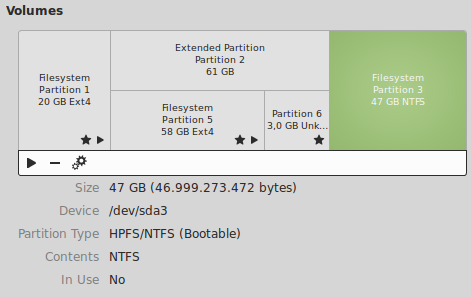 Volumes
Filesystem
Partition 1
20 GB Ext4
Extended Partition
Partition 2
61 GB
Filesystem
Partition 5
58 GB Ext4
Partition 6
3,0 GB Unk...
Filesystem
Partition 3
47 GB NTFS
Size 47 GB (46.999.273.472 bytes)
Device /dev/sda3
Partition Type HPFS/NTFS (Bootable)
Contents NTFS
In Use No